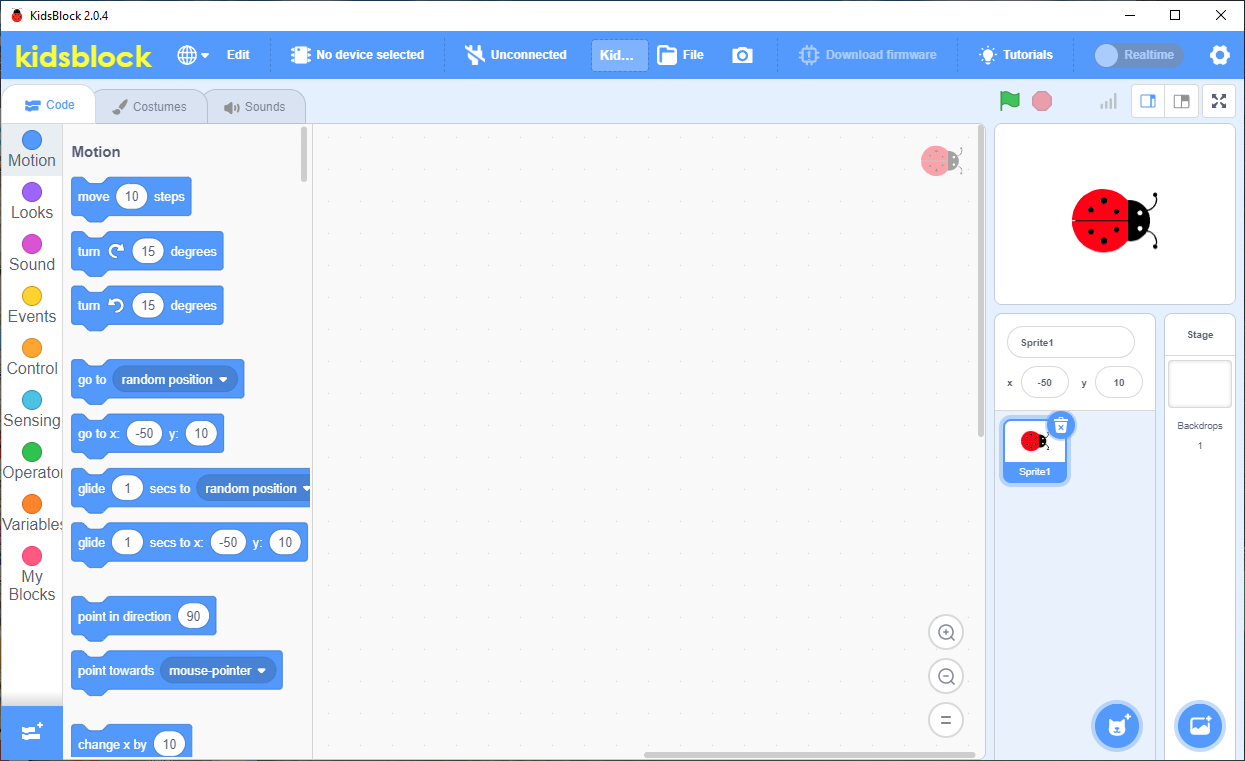 KidsBlock 2.0.4
kidsblock
Edit
No device selected
Unconnected
Kid...
File
Download firmware
Tutorials
Realtime
Code
Costumes
Sounds
Motion
Looks
Sound
Events
Control
Sensing
Operator
Variables
My
Blocks
Motion
move 10 steps
turn 15 degrees
turn 15 degrees
go to random position
go to x: -50 y: 10
glide 1 secs to random position
glide 1 secs to x: -50 y: 10
point in direction 90
point towards mouse-pointer
change x by 10
Sprite1
x -50 y 10
Sprite1
Stage
Backdrops
1